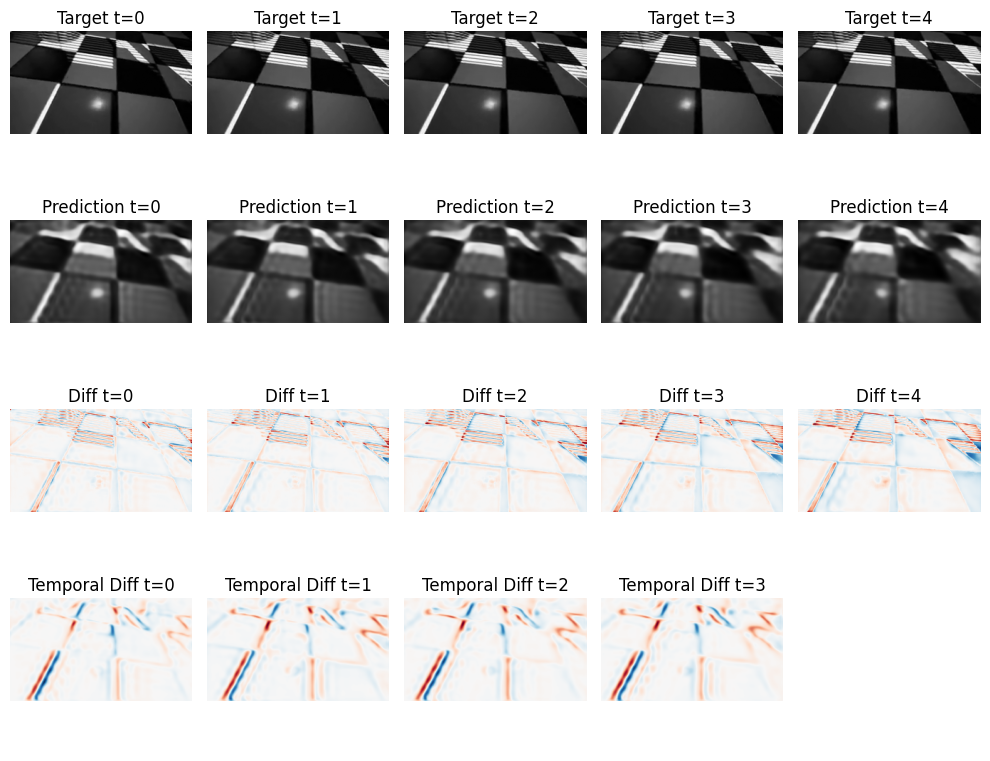 Target t=0
Target t=1
Target t=2
Target t=3
Target t=4
Prediction t=0
Prediction t=1
Prediction t=2
Prediction t=3
Prediction t=4
Diff t=0
Diff t=1
Diff t=2
Diff t=3
Diff t=4
Temporal Diff t=0
Temporal Diff t=1
Temporal Diff t=2
Temporal Diff t=3